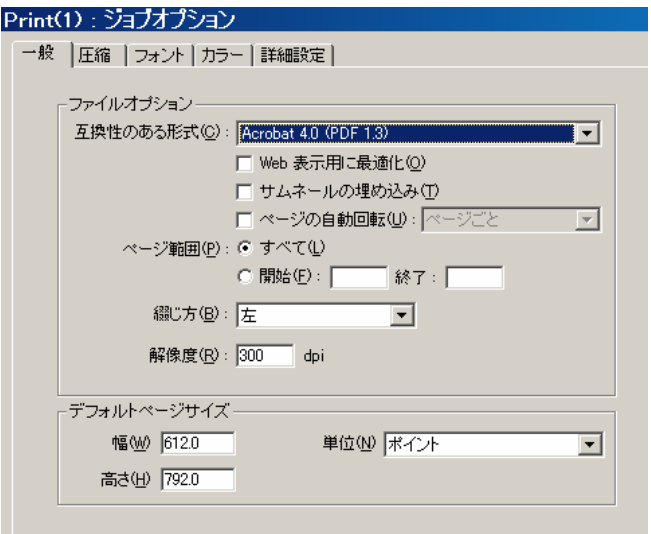 Print(1) : ジョブオプション
一般 圧縮 フォント カラー 詳細設定
ファイルオプション
互換性のある形式(C) : Acrobat 4.0 (PDF 1.3)
Web 表示用に最適化(O)
サムネールの埋め込み(T)
ページの自動回転(U) : ページごと
ページ範囲(P) : すべて(L)
開始(F) : 終了 :
綴じ方(B) : 左
解像度(R) : 300 dpi
デフォルトページサイズ
幅(W) 612.0 単位(N) ポイント
高さ(H) 792.0